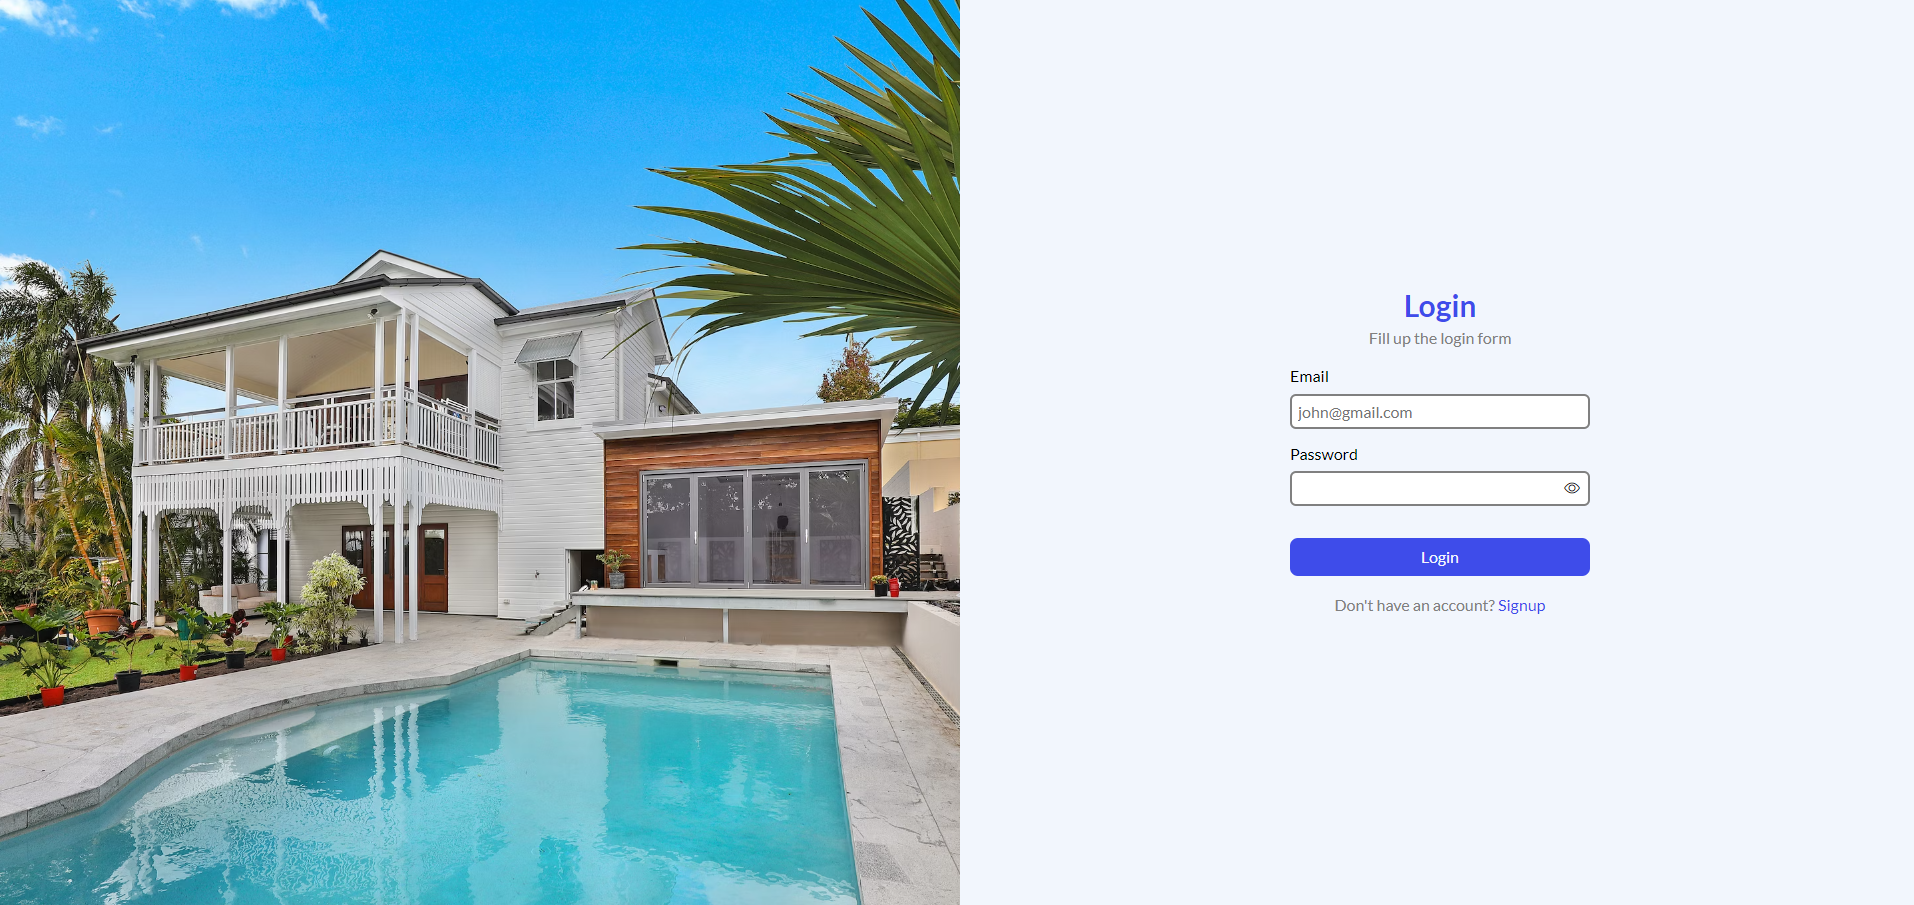 Login
Fill up the login form
Email
john@gmail.com
Password
Login
Don't have an account? Signup